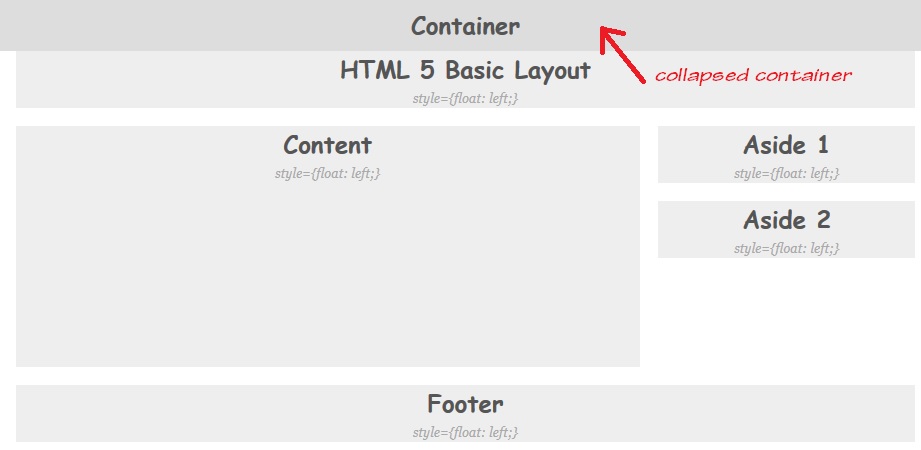 Container
HTML 5 Basic Layout
collapsed container
style={float: left;}
Content
style={float: left;}
Aside 1
style={float: left;}
Aside 2
style={float: left;}
Footer
style={float: left;}